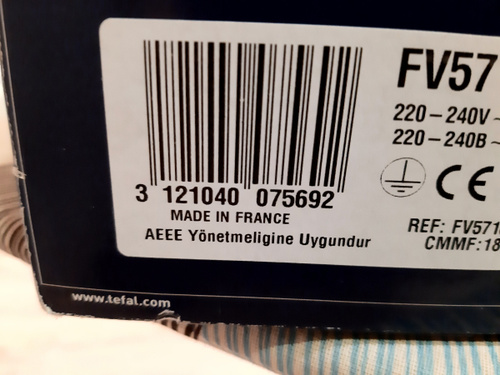 FV57
220-240V~
220-240B~
CE
3 121040 075692
MADE IN FRANCE
AEEE Yönetmeligine Uygundur
REF: FV571
CMMF:18
www.tefal.com